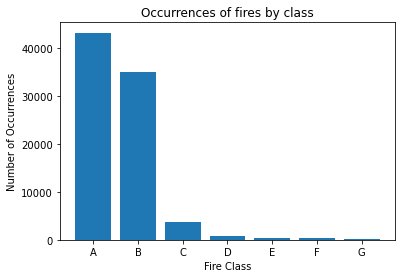 Occurrences of fires by class
Number of Occurrences
40000
30000
20000
10000
0
A B C D E F G
Fire Class